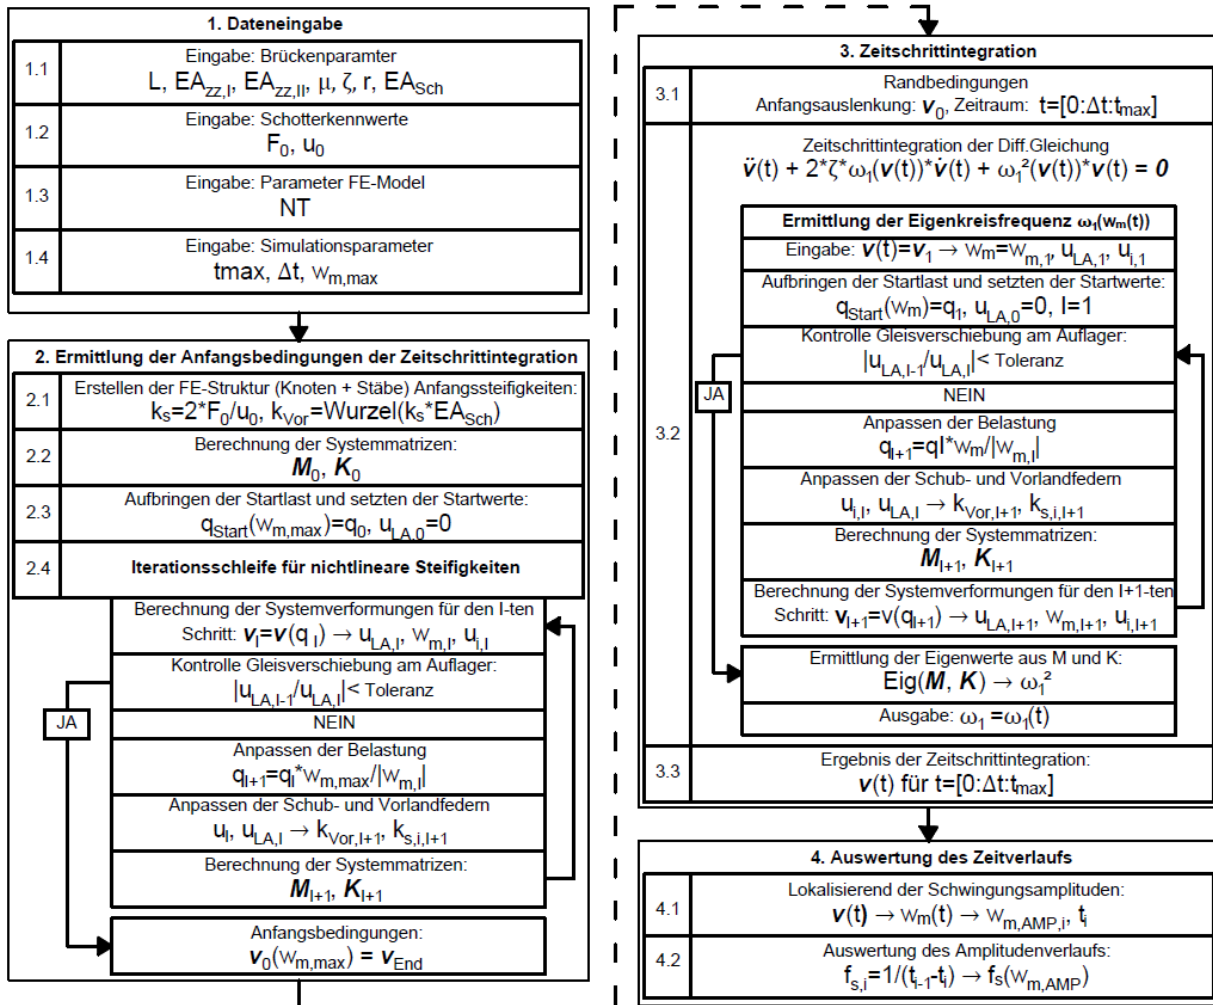 1. Dateneingabe
1.1
Eingabe: Brückenparamter
L, EA_zz,I, EA_zz,II, μ, ζ, r, EA_Sch
1.2
Eingabe: Schotterkennwerte
F_0, u_0
1.3
Eingabe: Parameter FE-Model
NT
1.4
Eingabe: Simulationsparameter
tmax, Δt, w_m,max
2. Ermittlung der Anfangsbedingungen der Zeitschrittintegration
2.1
Erstellen der FE-Struktur (Knoten + Stäbe) Anfangssteifigkeiten:
k_s=2*F_0/u_0, k_Vor=Wurzel(k_s*EA_Sch)
2.2
Berechnung der Systemmatrizen:
M_0, K_0
2.3
Aufbringen der Startlast und setzten der Startwerte:
q_Start(w_m,max)=q_0, u_LA,0=0
2.4
Iterationsschleife für nichtlineare Steifigkeiten
Berechnung der Systemverformungen für den I-ten
Schritt: v_I=v(q_I) → u_LA,I, w_m,I, u_i,I
Kontrolle Gleisverschiebung am Auflager:
|u_LA,I-1/u_LA,I|< Toleranz
JA
NEIN
Anpassen der Belastung
q_I+1=q_I*w_m,max/|w_m,I|
Anpassen der Schub- und Vorlandfedern
u_I, u_LA,I → k_Vor,I+1, k_s,i,I+1
Berechnung der Systemmatrizen:
M_I+1, K_I+1
Anfangsbedingungen:
v_0(w_m,max) = v_End
3. Zeitschrittintegration
3.1
Randbedingungen
Anfangsauslenkung: v_0, Zeitraum: t=[0:Δt:t_max]
3.2
Zeitschrittintegration der Diff.Gleichung
v̈(t) + 2*ζ*ω_1(v(t))*v̇(t) + ω_1²(v(t))*v(t) = 0
Ermittlung der Eigenkreisfrequenz ω_1(w_m(t))
Eingabe: v(t)=v_1 → w_m=w_m,1, u_LA,1, u_i,1
Aufbringen der Startlast und setzten der Startwerte:
q_Start(w_m)=q_1, u_LA,0=0, I=1
Kontrolle Gleisverschiebung am Auflager:
|u_LA,I-1/u_LA,I|< Toleranz
JA
NEIN
Anpassen der Belastung
q_I+1=qI*w_m/|w_m,I|
Anpassen der Schub- und Vorlandfedern
u_i,I, u_LA,I → k_Vor,I+1, k_s,i,I+1
Berechnung der Systemmatrizen:
M_I+1, K_I+1
Berechnung der Systemverformungen für den I+1-ten
Schritt: v_I+1=v(q_I+1) → u_LA,I+1, w_m,I+1, u_i,I+1
Ermittlung der Eigenwerte aus M und K:
Eig(M, K) → ω_1²
Ausgabe: ω_1 =ω_1(t)
3.3
Ergebnis der Zeitschrittintegration:
v(t) für t=[0:Δt:t_max]
4. Auswertung des Zeitverlaufs
4.1
Lokalisierend der Schwingungsamplituden:
v(t) → w_m(t) → w_m,AMP,i, t_i
4.2
Auswertung des Amplitudenverlaufs:
f_s,i=1/(t_i-1-t_i) → f_s(w_m,AMP)